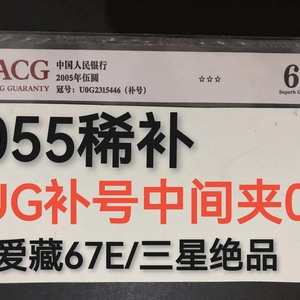 ACG
NG GUARANTY
中国人民银行
2005年伍圆
冠号：U0G2315446（补号）
☆☆☆
6
Superb G
055稀补
UG补号中间夹0
爱藏67E/三星绝品